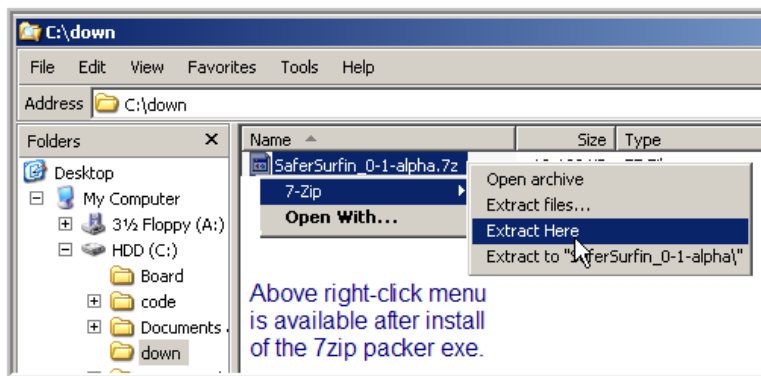 C:\down
File Edit View Favorites Tools Help
Address C:\down
Folders X
Name Size Type
Desktop
My Computer
3½ Floppy (A:)
HDD (C:)
Board
code
Documents
down
SaferSurfin_0-1-alpha.7z
7-Zip
Open With...
Open archive
Extract files...
Extract Here
Extract to "SaferSurfin_0-1-alpha\"
Above right-click menu
is available after install
of the 7zip packer exe.